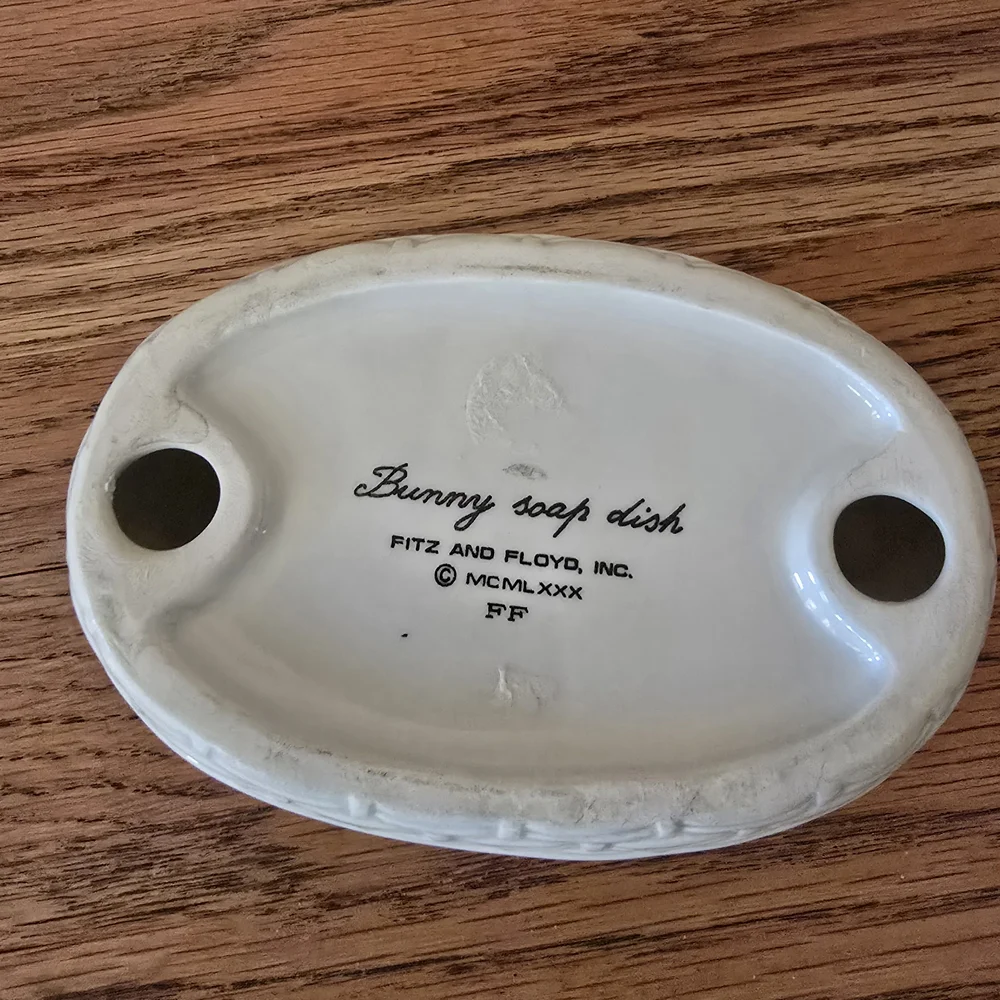 Bunny soap dish
FITZ AND FLOYD, INC.
© MCMLXXX
FF